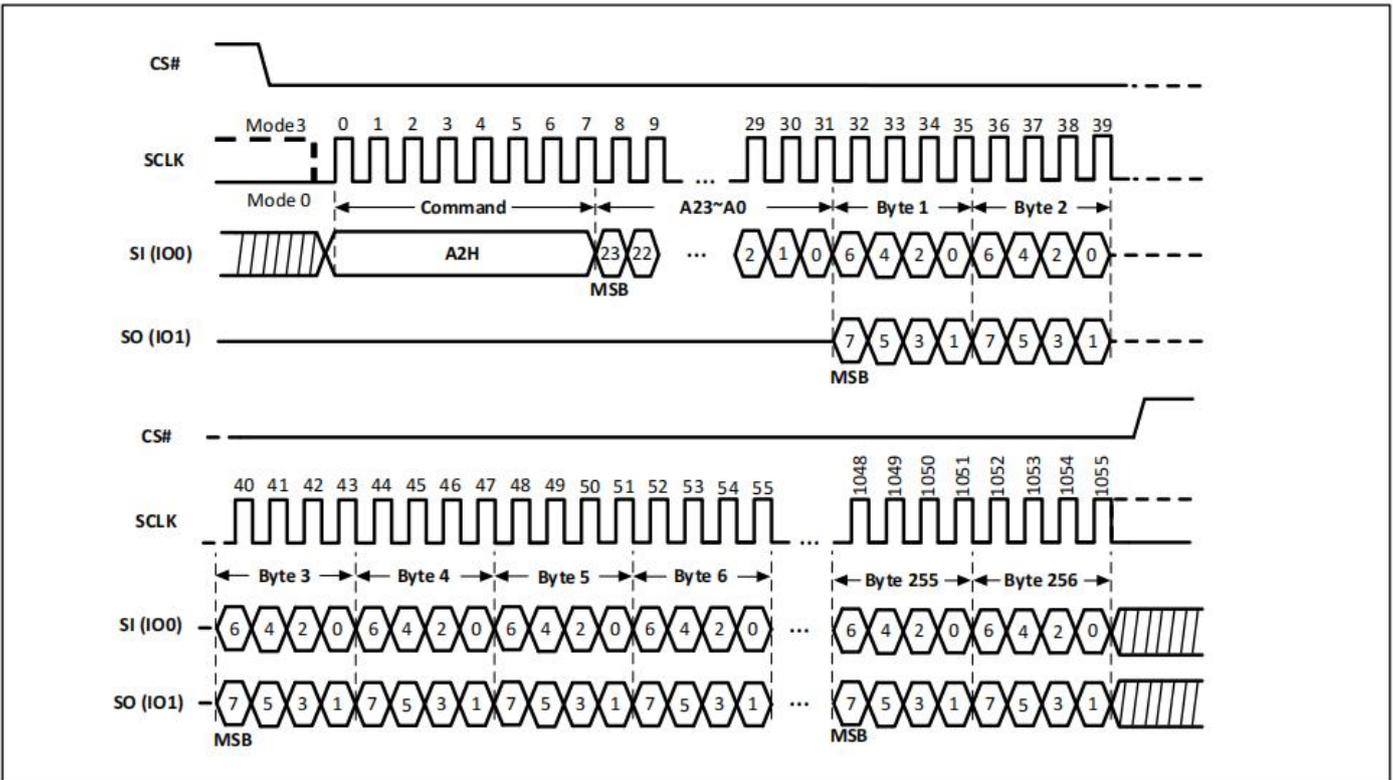 CS#
Mode3 0 1 2 3 4 5 6 7 8 9 29 30 31 32 33 34 35 36 37 38 39
SCLK ...
Mode 0 Command A23~A0 Byte 1 Byte 2
SI (IO0) A2H 23 22 ... 2 1 0 6 4 2 0 6 4 2 0
MSB
SO (IO1) 7 5 3 1 7 5 3 1
MSB
CS#
40 41 42 43 44 45 46 47 48 49 50 51 52 53 54 55 1048 1049 1050 1051 1052 1053 1054 1055
SCLK ...
Byte 3 Byte 4 Byte 5 Byte 6 Byte 255 Byte 256
SI (IO0) 6 4 2 0 6 4 2 0 6 4 2 0 6 4 2 0 ... 6 4 2 0 6 4 2 0
SO (IO1) 7 5 3 1 7 5 3 1 7 5 3 1 7 5 3 1 ... 7 5 3 1 7 5 3 1
MSB MSB